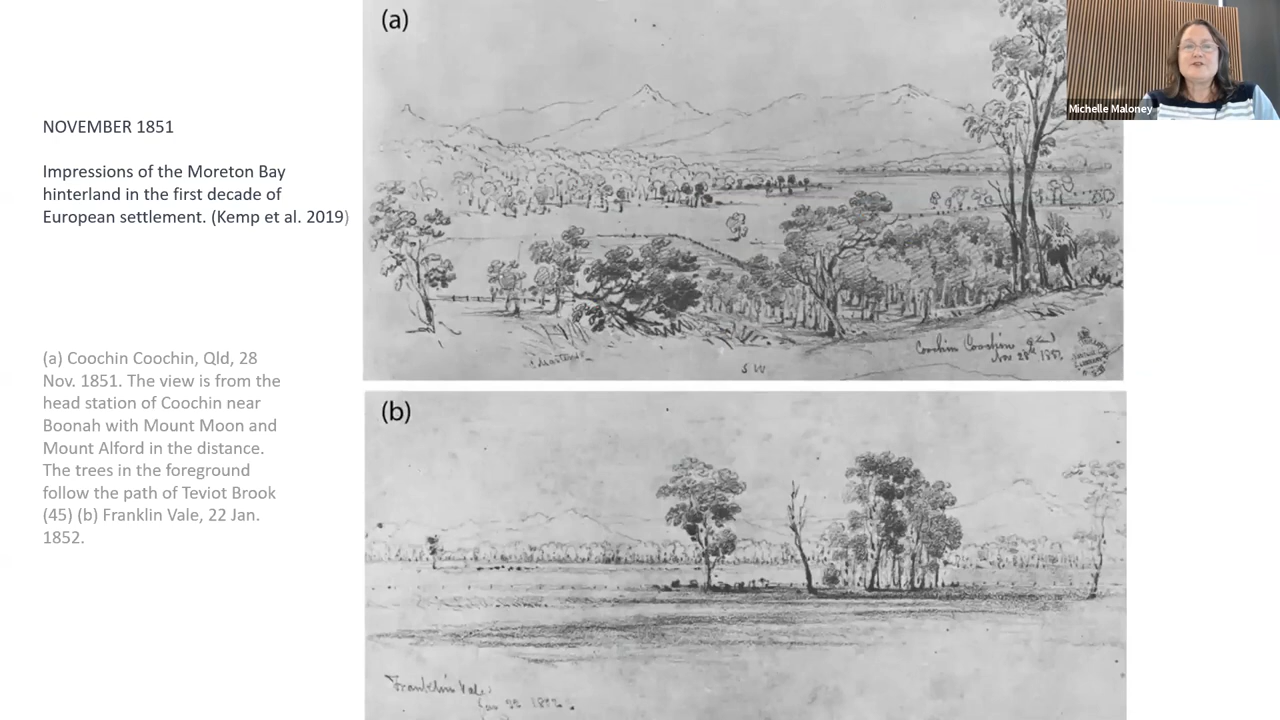 NOVEMBER 1851
Impressions of the Moreton Bay
hinterland in the first decade of
European settlement. (Kemp et al. 2019)
(a) Coochin Coochin, Qld, 28
Nov. 1851. The view is from the
head station of Coochin near
Boonah with Mount Moon and
Mount Alford in the distance.
The trees in the foreground
follow the path of Teviot Brook
(45) (b) Franklin Vale, 22 Jan.
1852.
(a)
Michelle Maloney
Coochin Coochin
Nov 28th
S W
(b)
Franklin Vale
Jan